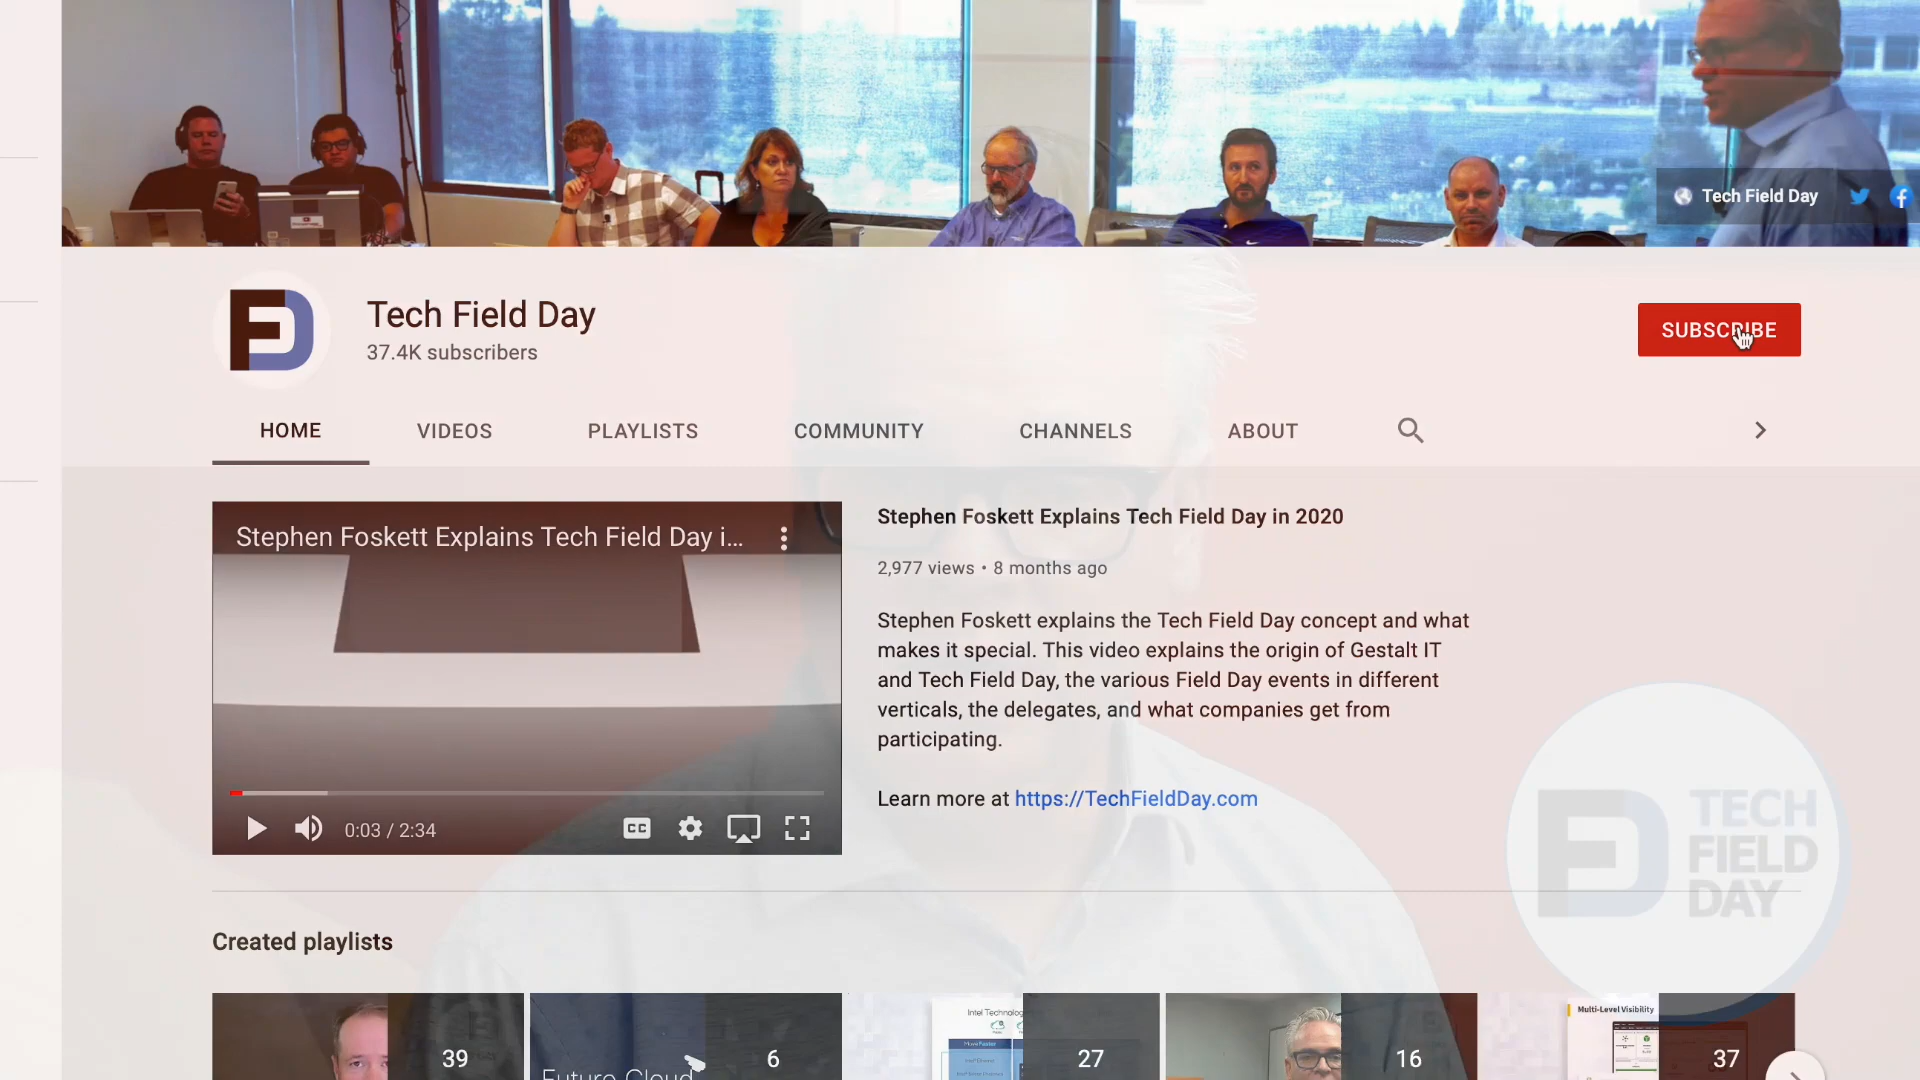 Tech Field Day
Tech Field Day
37.4K subscribers
SUBSCRIBE
HOME
VIDEOS
PLAYLISTS
COMMUNITY
CHANNELS
ABOUT
Stephen Foskett Explains Tech Field Day i...
0:03 / 2:34
CC
Stephen Foskett Explains Tech Field Day in 2020
2,977 views • 8 months ago
Stephen Foskett explains the Tech Field Day concept and what
makes it special. This video explains the origin of Gestalt IT
and Tech Field Day, the various Field Day events in different
verticals, the delegates, and what companies get from
participating.
Learn more at https://TechFieldDay.com
TECH
FIELD
DAY
Created playlists
39
Future Cloud
6
Intel Technolog
27
16
Multi-Level Visibility
37